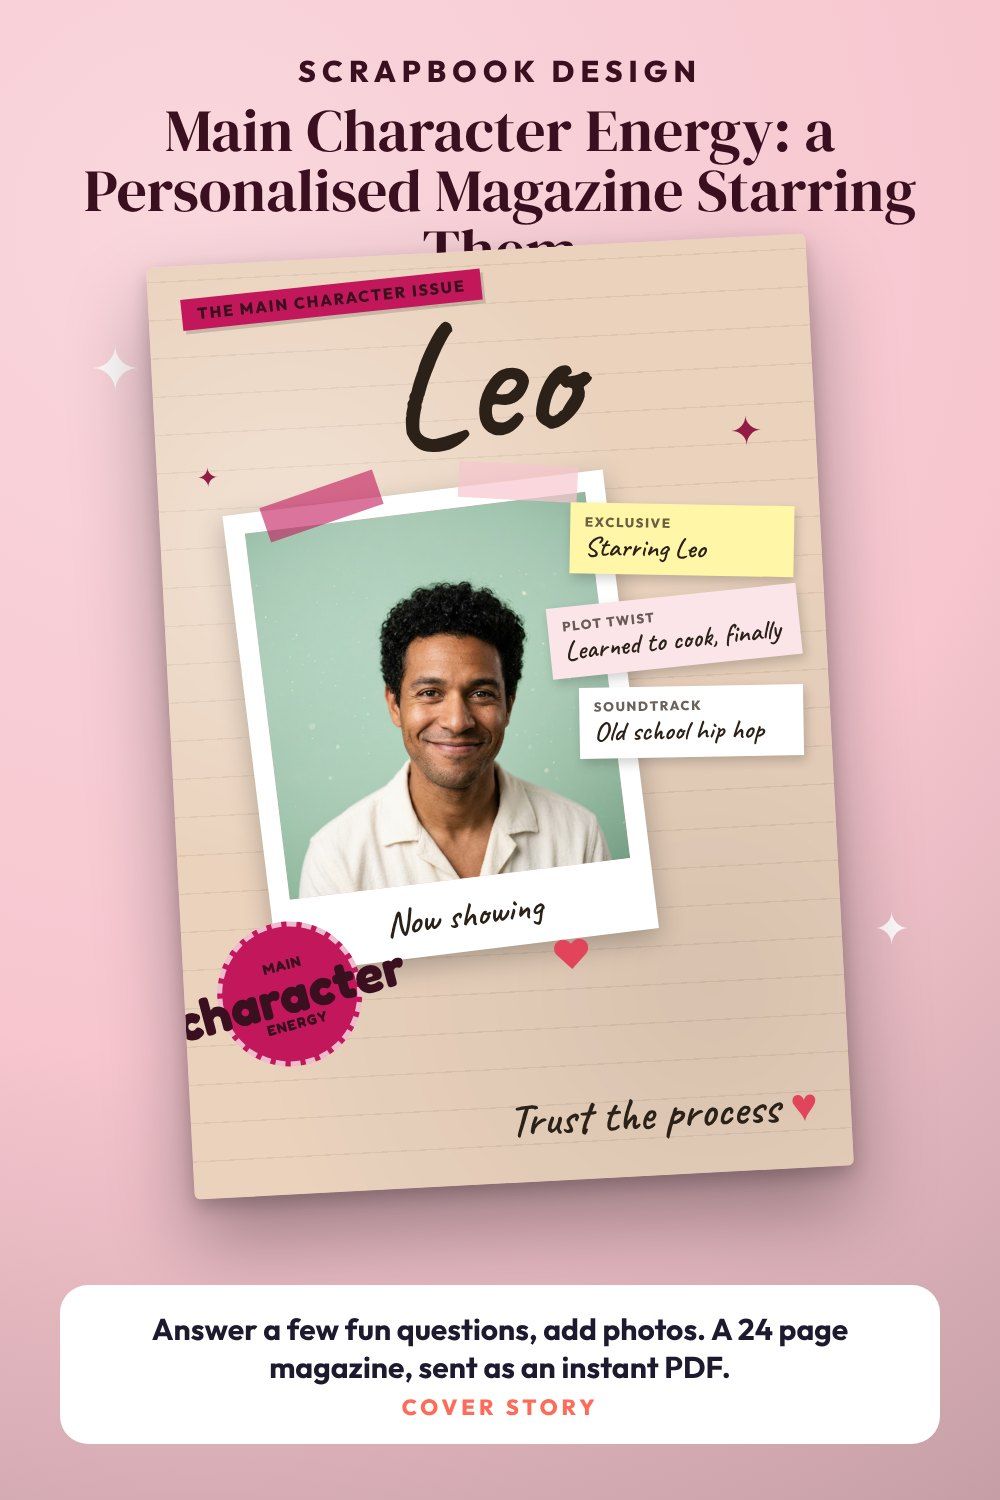 SCRAPBOOK DESIGN
Main Character Energy: a
Personalised Magazine Starring
Them
THE MAIN CHARACTER ISSUE
Leo
EXCLUSIVE
Starring Leo
PLOT TWIST
Learned to cook, finally
SOUNDTRACK
Old school hip hop
Now showing
MAIN
character
ENERGY
Trust the process ♥
Answer a few fun questions, add photos. A 24 page
magazine, sent as an instant PDF.
COVER STORY